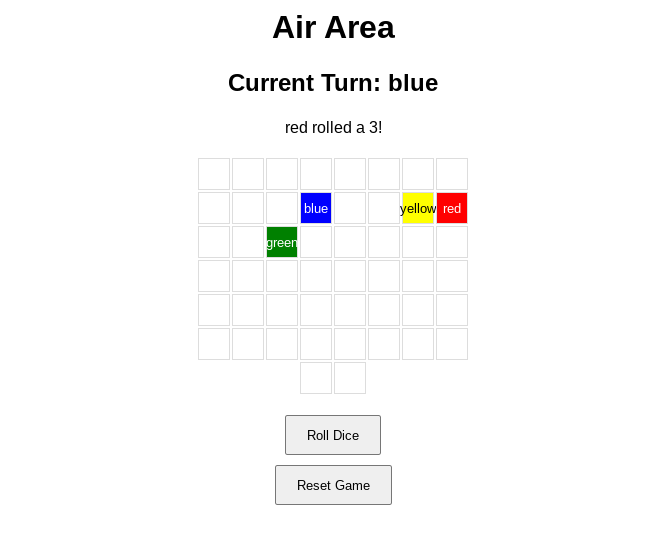 Air Area
Current Turn: blue
red rolled a 3!
blue yellow red
green
Roll Dice
Reset Game